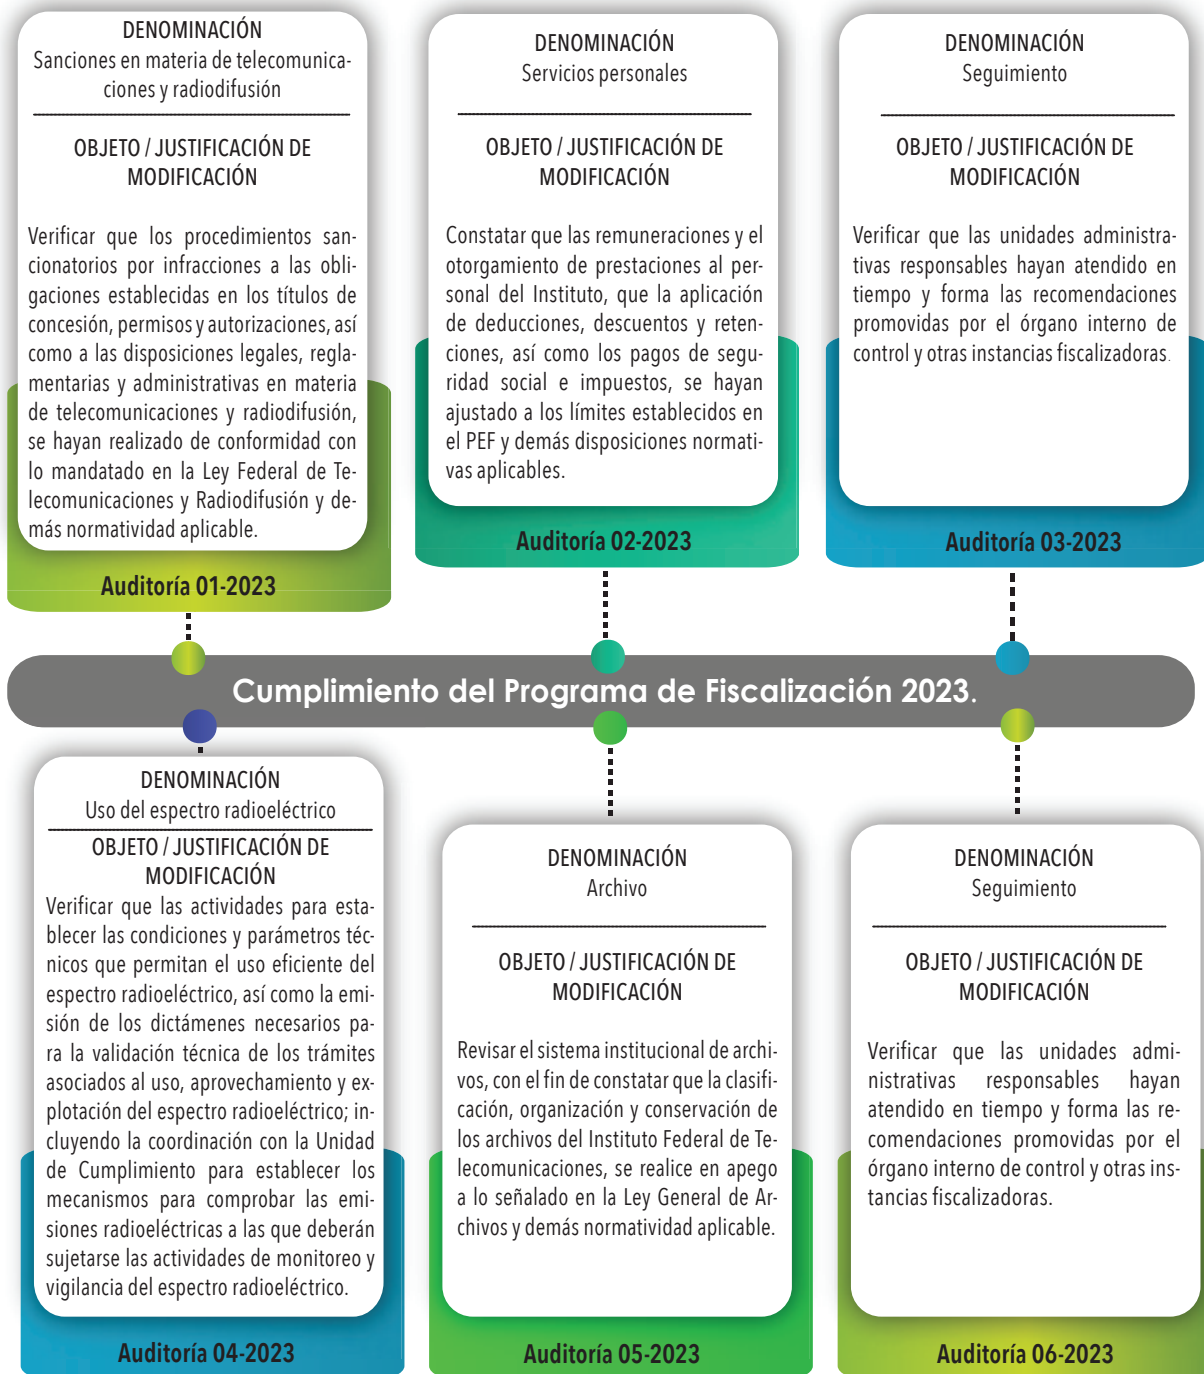 DENOMINACIÓN
Sanciones en materia de telecomunica-
ciones y radiodifusión
OBJETO / JUSTIFICACIÓN DE
MODIFICACIÓN
Verificar que los procedimientos san-
cionatorios por infracciones a las obli-
gaciones establecidas en los títulos de
concesión, permisos y autorizaciones, así
como a las disposiciones legales, regla-
mentarias y administrativas en materia
de telecomunicaciones y radiodifusión,
se hayan realizado de conformidad con
lo mandatado en la Ley Federal de Te-
lecomunicaciones y Radiodifusión y de-
más normatividad aplicable.
Auditoría 01-2023
DENOMINACIÓN
Servicios personales
OBJETO / JUSTIFICACIÓN DE
MODIFICACIÓN
Constatar que las remuneraciones y el
otorgamiento de prestaciones al per-
sonal del Instituto, que la aplicación
de deducciones, descuentos y reten-
ciones, así como los pagos de segu-
ridad social e impuestos, se hayan
ajustado a los límites establecidos en
el PEF y demás disposiciones normati-
vas aplicables.
Auditoría 02-2023
DENOMINACIÓN
Seguimiento
OBJETO / JUSTIFICACIÓN DE
MODIFICACIÓN
Verificar que las unidades administra-
tivas responsables hayan atendido en
tiempo y forma las recomendaciones
promovidas por el órgano interno de
control y otras instancias fiscalizadoras.
Auditoría 03-2023
Cumplimiento del Programa de Fiscalización 2023.
DENOMINACIÓN
Uso del espectro radioeléctrico
OBJETO / JUSTIFICACIÓN DE
MODIFICACIÓN
Verificar que las actividades para esta-
blecer las condiciones y parámetros téc-
nicos que permitan el uso eficiente del
espectro radioeléctrico, así como la emi-
sión de los dictámenes necesarios pa-
ra la validación técnica de los trámites
asociados al uso, aprovechamiento y ex-
plotación del espectro radioeléctrico; in-
cluyendo la coordinación con la Unidad
de Cumplimiento para establecer los
mecanismos para comprobar las emi-
siones radioeléctricas a las que deberán
sujetarse las actividades de monitoreo y
vigilancia del espectro radioeléctrico.
Auditoría 04-2023
DENOMINACIÓN
Archivo
OBJETO / JUSTIFICACIÓN DE
MODIFICACIÓN
Revisar el sistema institucional de archi-
vos, con el fin de constatar que la clasifi-
cación, organización y conservación de
los archivos del Instituto Federal de Te-
lecomunicaciones, se realice en apego
a lo señalado en la Ley General de Ar-
chivos y demás normatividad aplicable.
Auditoría 05-2023
DENOMINACIÓN
Seguimiento
OBJETO / JUSTIFICACIÓN DE
MODIFICACIÓN
Verificar que las unidades admi-
nistrativas responsables hayan
atendido en tiempo y forma las re-
comendaciones promovidas por el
órgano interno de control y otras ins-
tancias fiscalizadoras.
Auditoría 06-2023